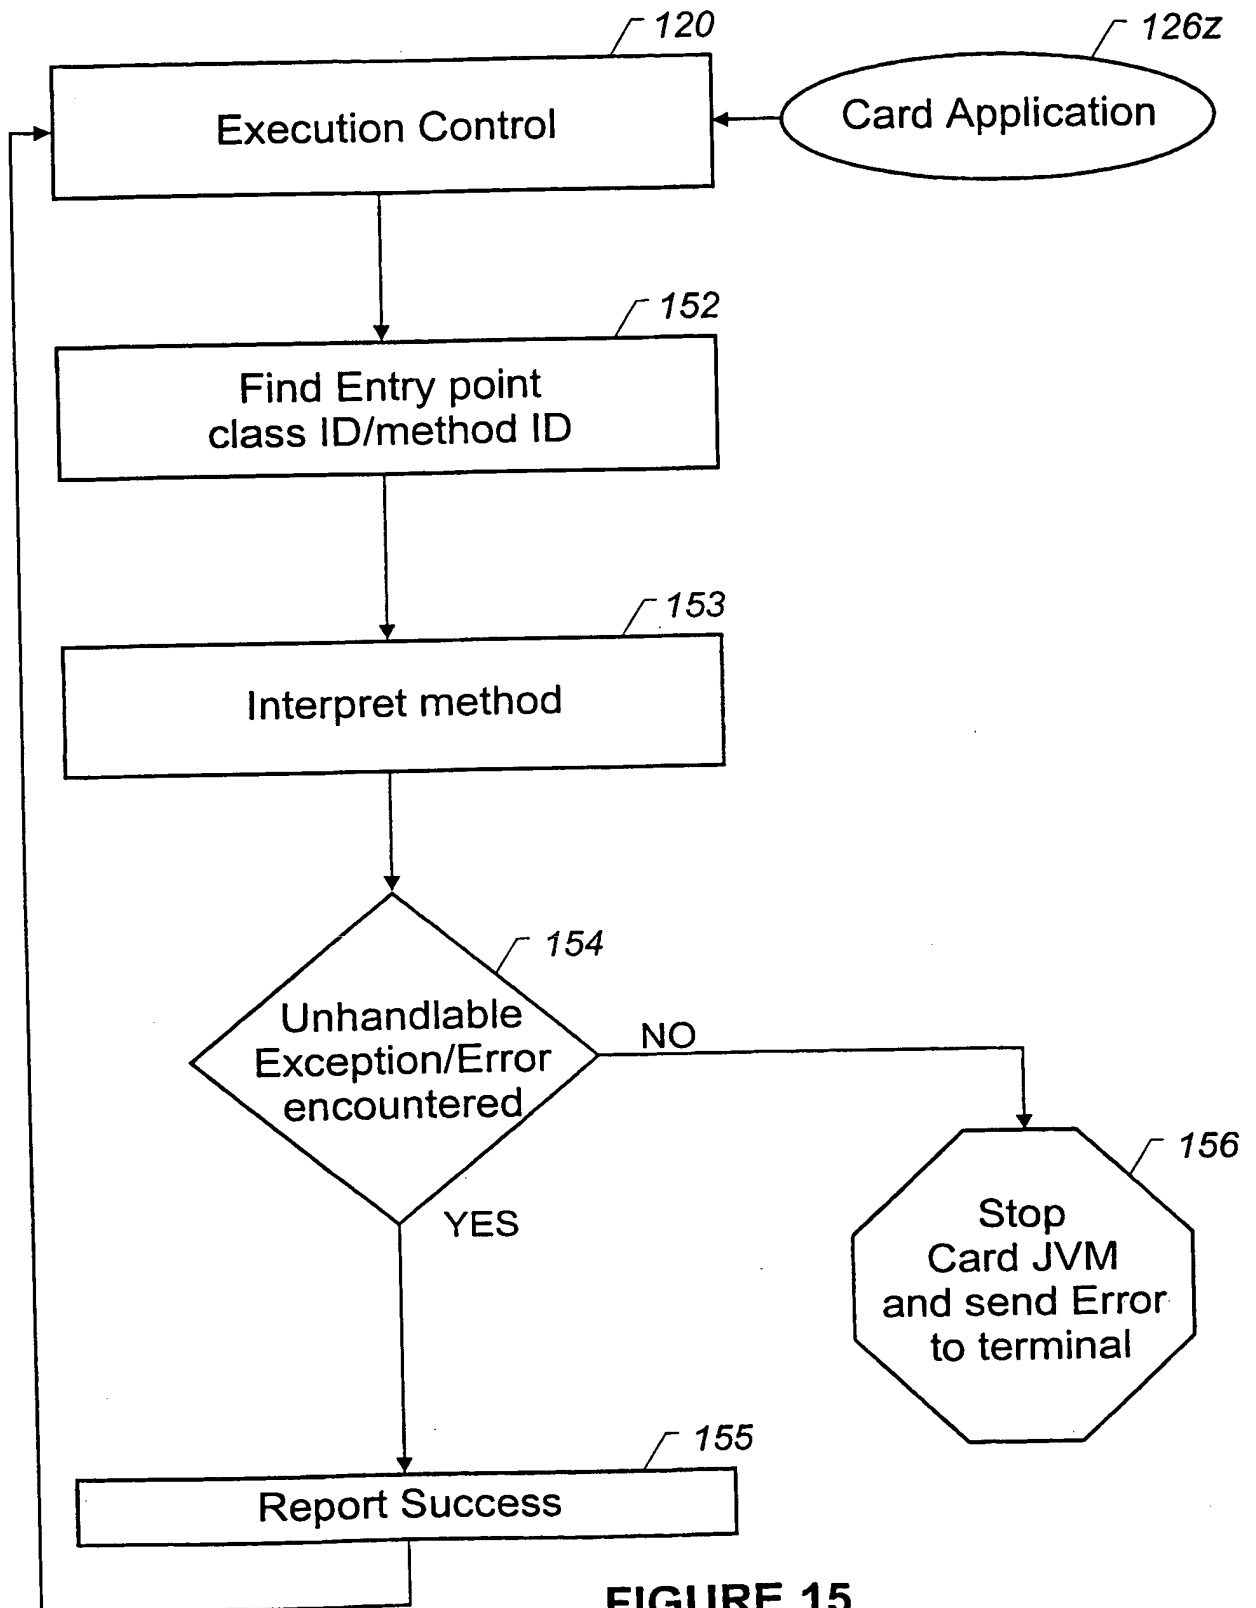 120
126z
Execution Control
Card Application
152
Find Entry point
class ID/method ID
153
Interpret method
154
Unhandlable
Exception/Error
encountered
NO
YES
156
Stop
Card JVM
and send Error
to terminal
155
Report Success
FIGURE 15